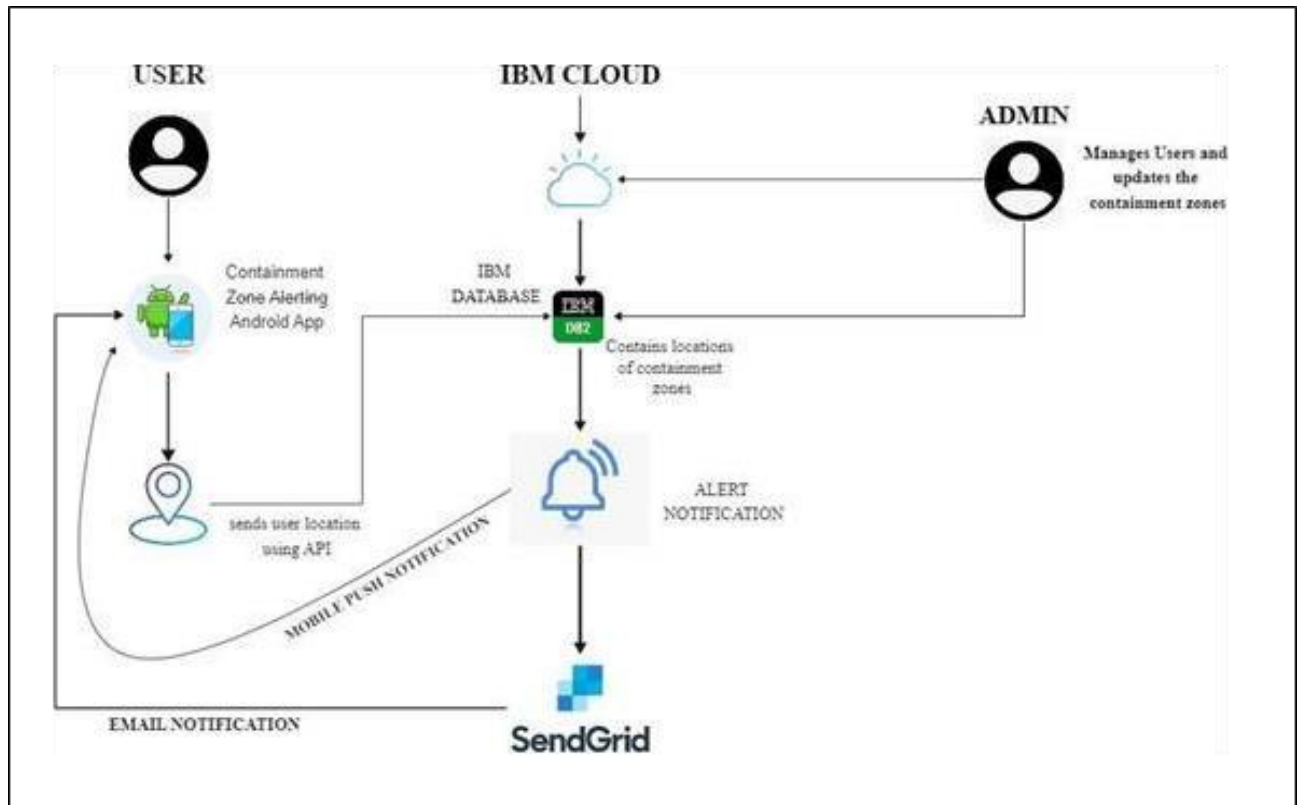 USER
IBM CLOUD
ADMIN
Manages Users and
updates the
containment zones
Containment
Zone Alerting
Android App
IBM
DATABASE
IBM
DB2
Contains locations
of containment
zones
sends user location
using API
ALERT
NOTIFICATION
MOBILE PUSH NOTIFICATION
EMAIL NOTIFICATION
SendGrid